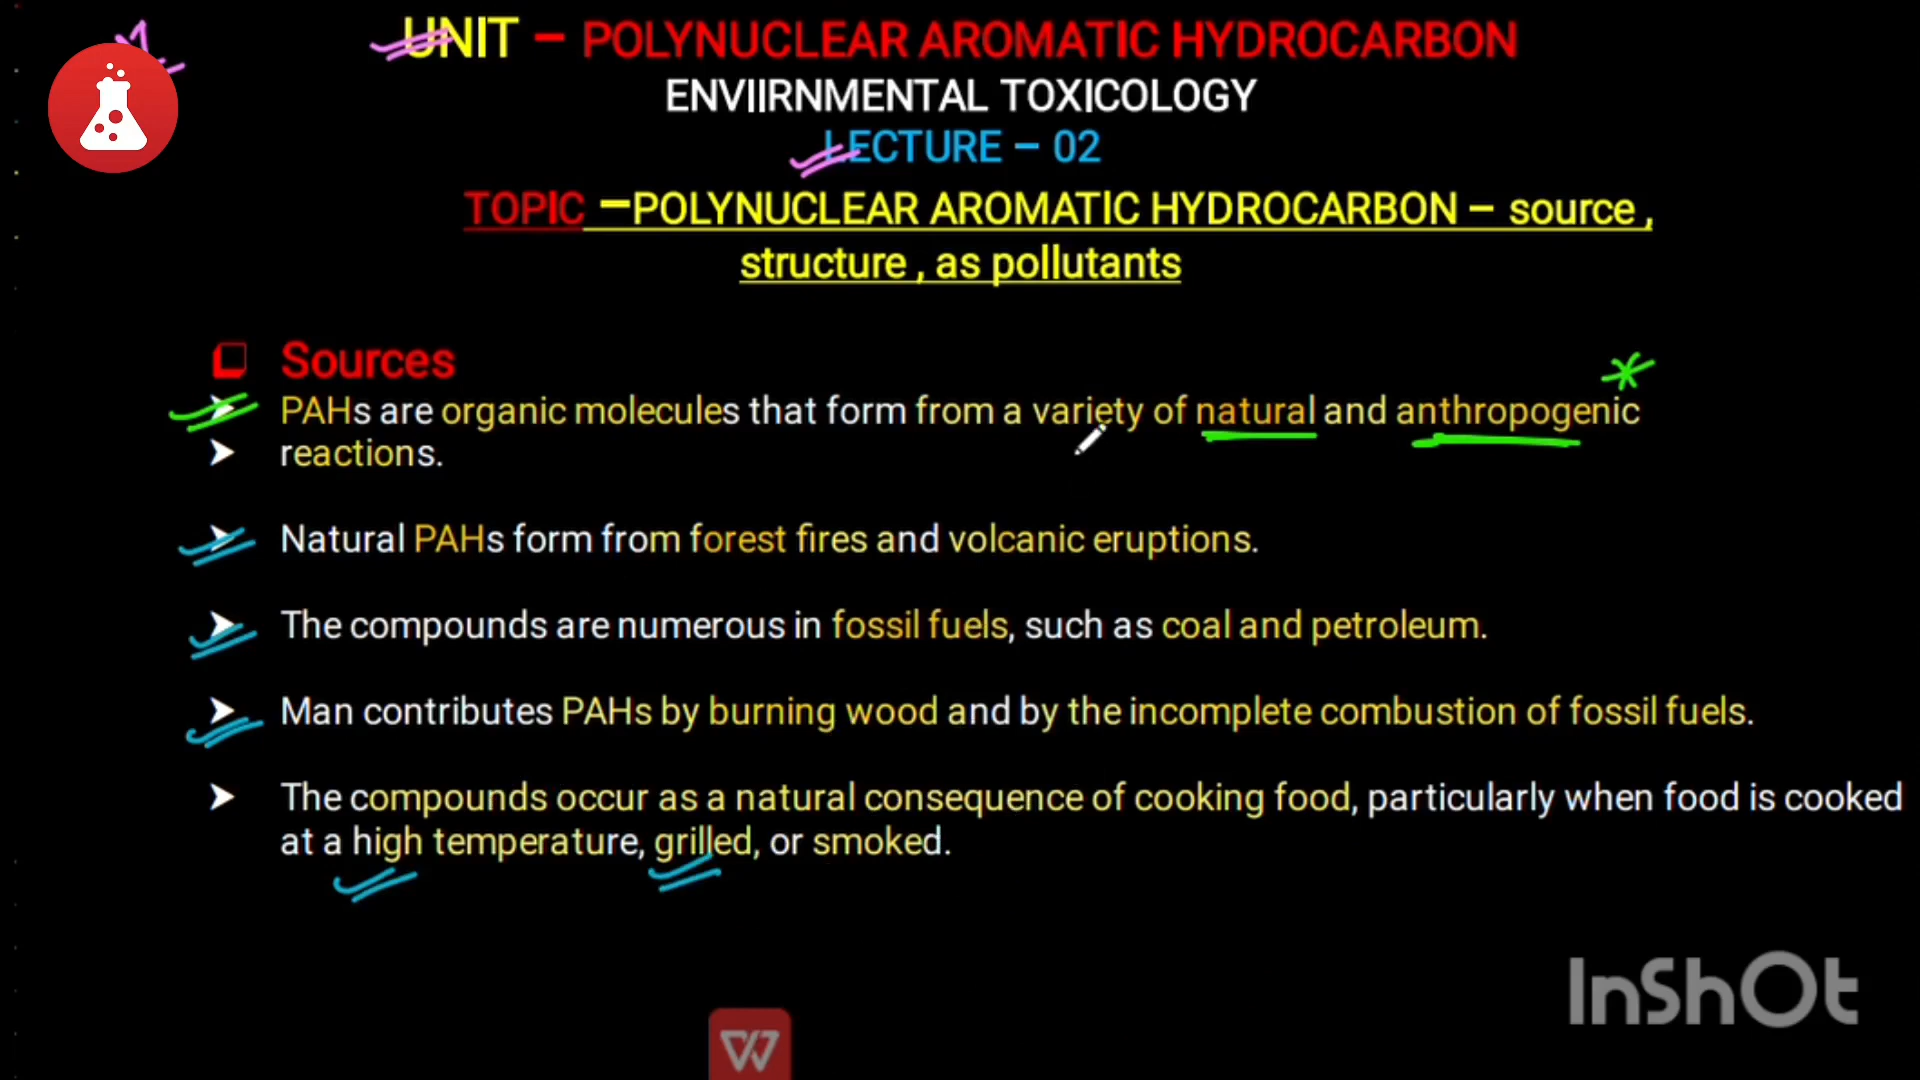 UNIT – POLYNUCLEAR AROMATIC HYDROCARBON
ENVIIRNMENTAL TOXICOLOGY
LECTURE – 02
TOPIC –POLYNUCLEAR AROMATIC HYDROCARBON – source ,
structure , as pollutants
Sources
PAHs are organic molecules that form from a variety of natural and anthropogenic
reactions.
Natural PAHs form from forest fires and volcanic eruptions.
The compounds are numerous in fossil fuels, such as coal and petroleum.
Man contributes PAHs by burning wood and by the incomplete combustion of fossil fuels.
The compounds occur as a natural consequence of cooking food, particularly when food is cooked
at a high temperature, grilled, or smoked.
InShOt
W